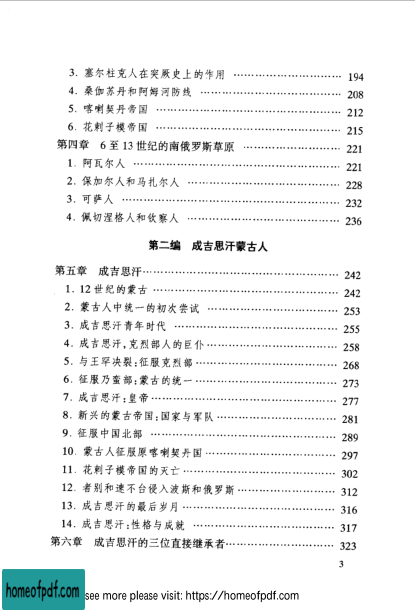 3. 塞尔柱克人在突厥史上的作用 …………………… 194
4. 桑伽苏丹和阿姆河防线 …………………… 208
5. 喀喇契丹帝国 …………………… 212
6. 花剌子模帝国 …………………… 215
第四章 6至13世纪的南俄罗斯草原 …………………… 221
1. 阿瓦尔人 …………………… 221
2. 保加尔人和马扎尔人 …………………… 228
3. 可萨人 …………………… 232
4. 佩切涅格人和钦察人 …………………… 236
第二编 成吉思汗蒙古人
第五章 成吉思汗…………………… 242
1. 12世纪的蒙古 …………………… 242
2. 蒙古人中统一的初次尝试 …………………… 253
3. 成吉思汗青年时代 …………………… 255
4. 成吉思汗,克烈部人的臣仆…………………… 258
5. 与王罕决裂;征服克烈部…………………… 268
6. 征服乃蛮部;蒙古的统一 …………………… 273
7. 成吉思汗:皇帝…………………… 277
8. 新兴的蒙古帝国:国家与军队 …………………… 281
9. 征服中国北部 …………………… 289
10. 蒙古人征服原喀喇契丹国…………………… 297
11. 花剌子模帝国的灭亡…………………… 302
12. 者别和速不台侵入波斯和俄罗斯…………………… 312
13. 成吉思汗的最后岁月…………………… 316
14. 成吉思汗:性格与成就 …………………… 317
第六章 成吉思汗的三位直接继承者…………………… 323
3
homeofpdf.com
see more please visit: https://homeofpdf.com